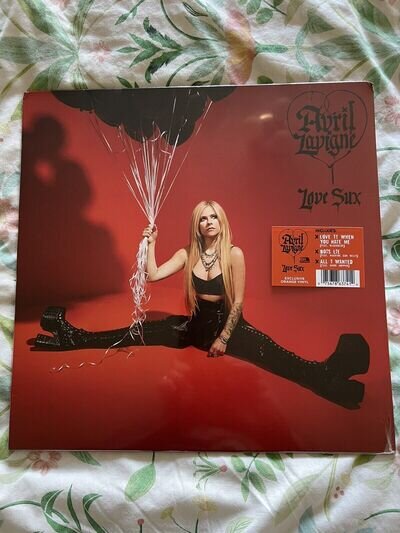 Avril
Lavigne
Love Sux
Avril
Lavigne
Love Sux
EXCLUSIVE
ORANGE VINYL
INCLUDES:
LOVE IT WHEN
YOU HATE ME
BOIS LIE
ALL I WANTED